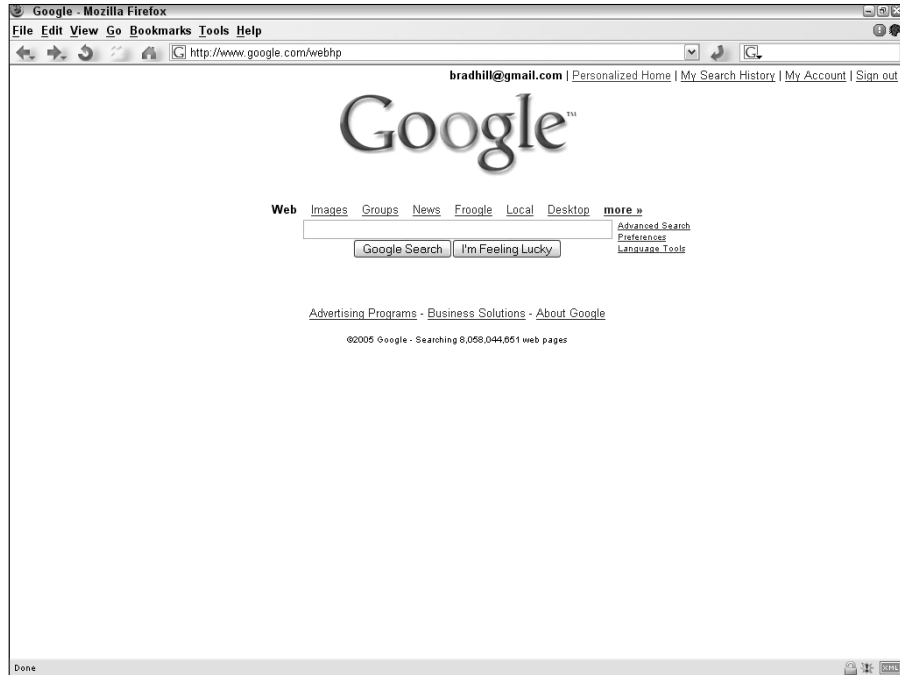 Google - Mozilla Firefox
File Edit View Go Bookmarks Tools Help
G http://www.google.com/webhp G
bradhill@gmail.com | Personalized Home | My Search History | My Account | Sign out
Google™
Web Images Groups News Froogle Local Desktop more »
Advanced Search
Preferences
Google Search I'm Feeling Lucky Language Tools
Advertising Programs - Business Solutions - About Google
©2005 Google - Searching 8,058,044,651 web pages
Done XML